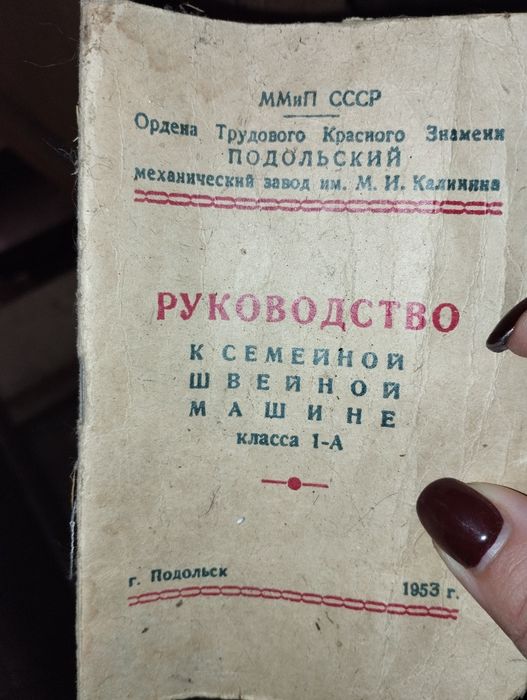 ММиП СССР
Ордена Трудового Красного Знамени
ПОДОЛЬСКИЙ
механический завод им. М. И. Калинина
РУКОВОДСТВО
К СЕМЕЙНОЙ
ШВЕЙНОЙ
МАШИНЕ
класса 1-А
г. Подольск
1953 г.